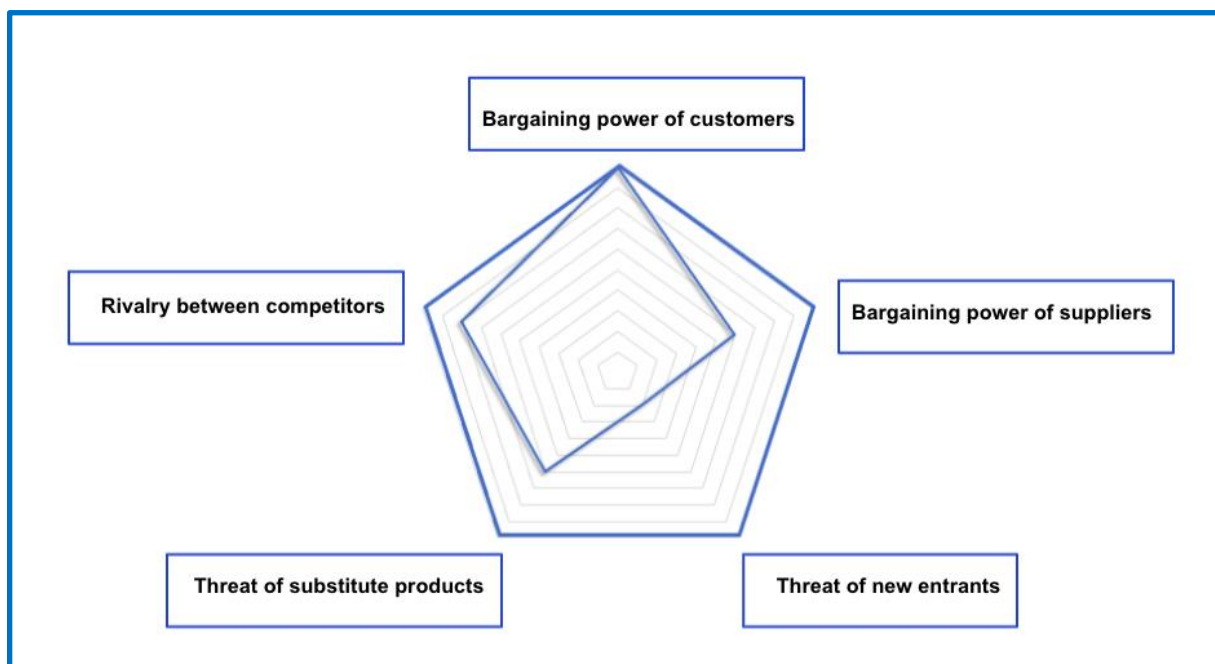 Bargaining power of customers
Rivalry between competitors
Bargaining power of suppliers
Threat of substitute products
Threat of new entrants